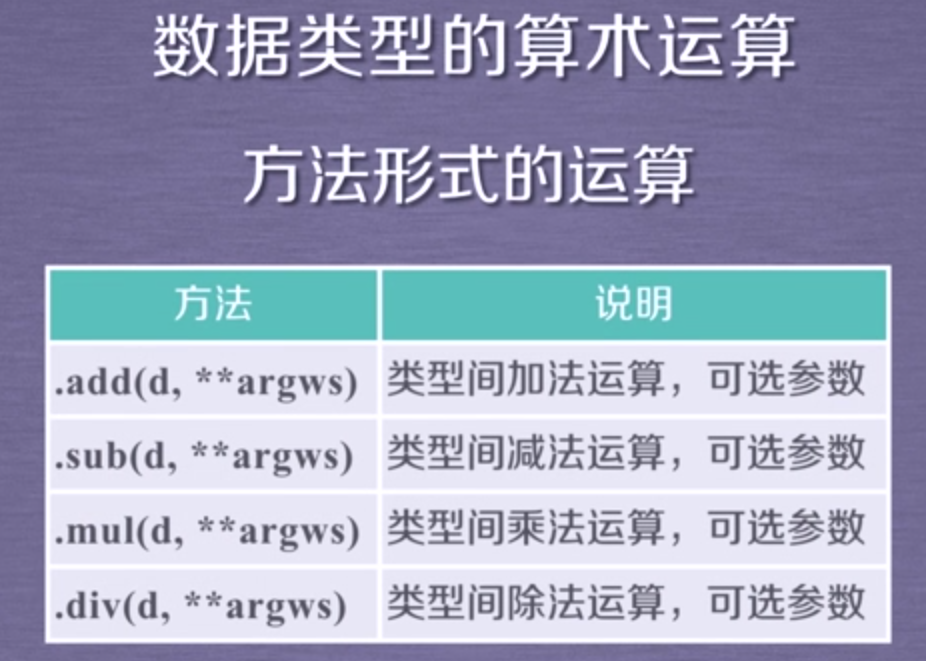 数据类型的算术运算
方法形式的运算
方法 说明
.add(d, **argws) 类型间加法运算，可选参数
.sub(d, **argws) 类型间减法运算，可选参数
.mul(d, **argws) 类型间乘法运算，可选参数
.div(d, **argws) 类型间除法运算，可选参数